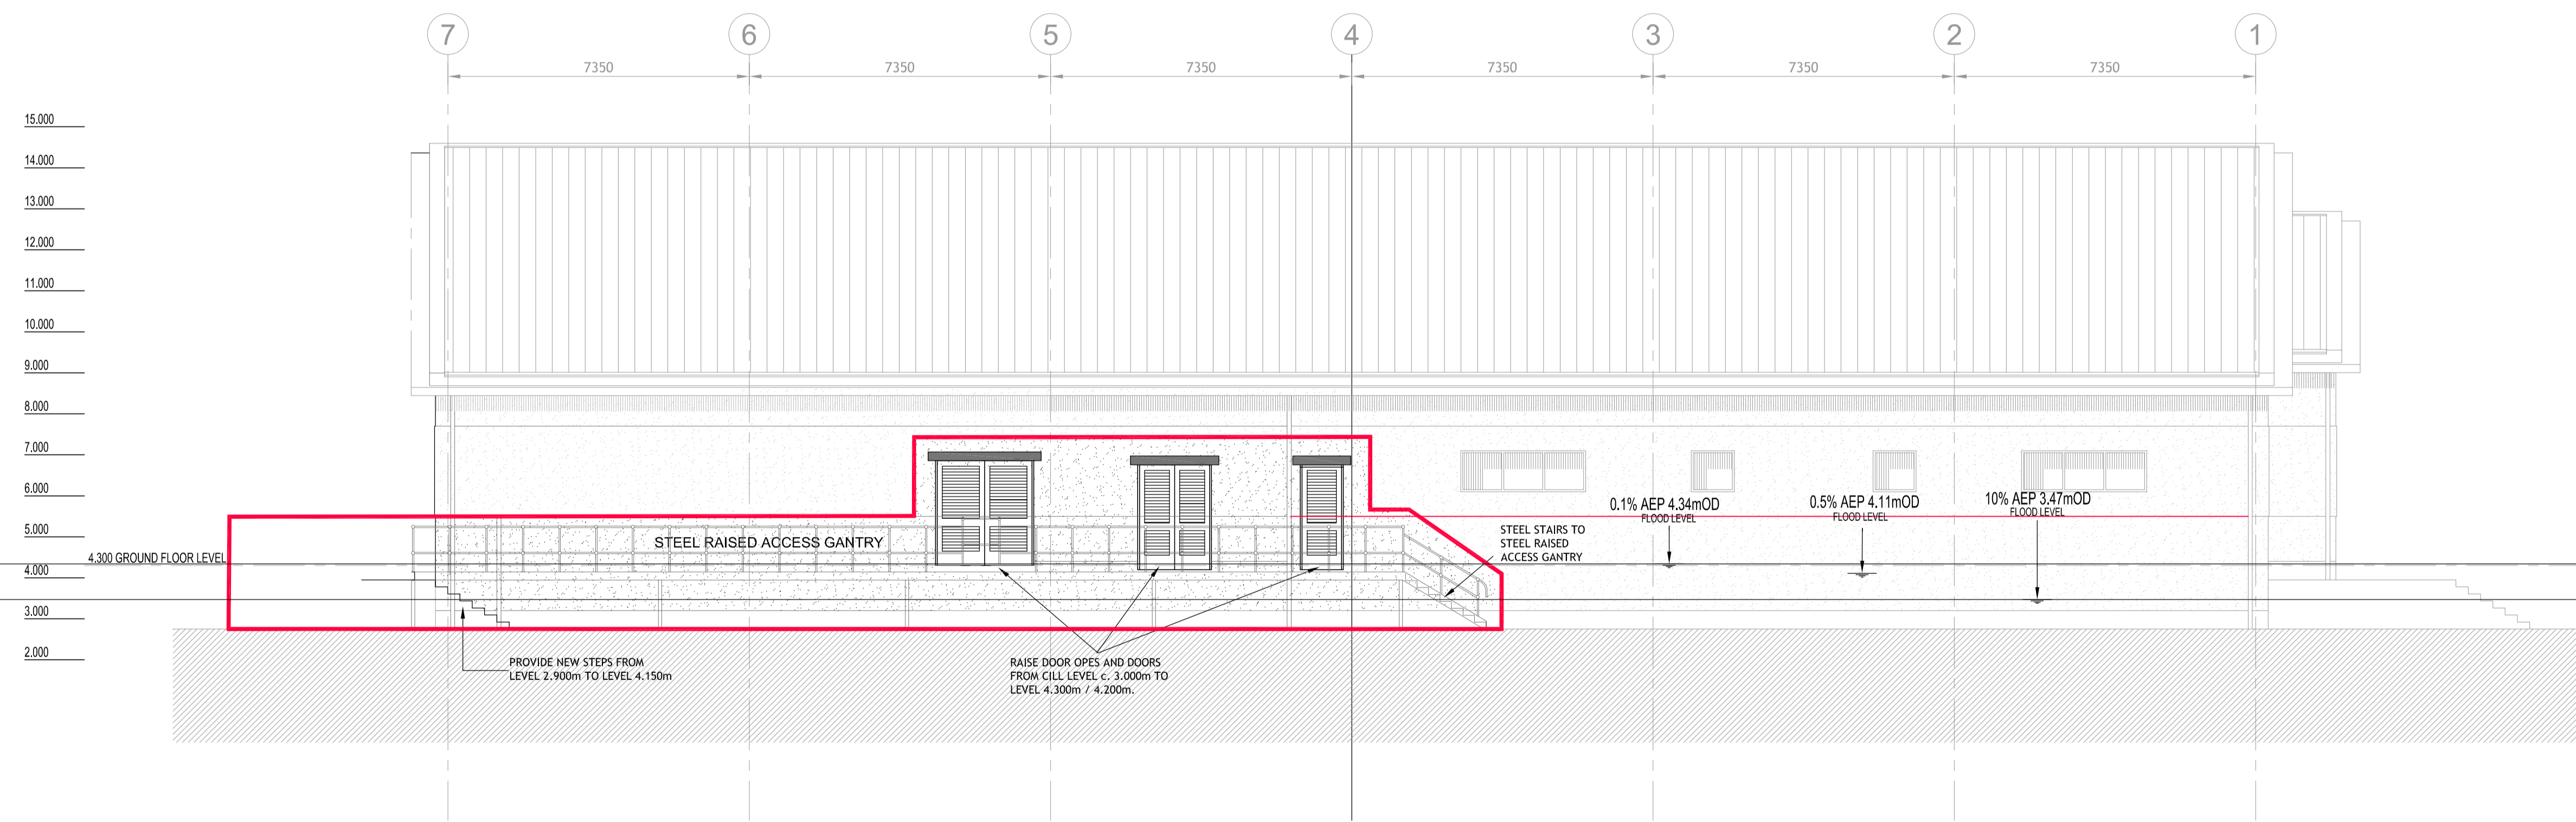 7 6 5 4 3 2 1
7350 7350 7350 7350 7350 7350
15.000
14.000
13.000
12.000
11.000
10.000
9.000
8.000
7.000
6.000
5.000
4.300 GROUND FLOOR LEVEL
4.000
3.000
2.000
STEEL RAISED ACCESS GANTRY
STEEL STAIRS TO
STEEL RAISED
ACCESS GANTRY
0.1% AEP 4.34mOD
FLOOD LEVEL
0.5% AEP 4.11mOD
FLOOD LEVEL
10% AEP 3.47mOD
FLOOD LEVEL
PROVIDE NEW STEPS FROM
LEVEL 2.900m TO LEVEL 4.150m
RAISE DOOR OPES AND DOORS
FROM CILL LEVEL c. 3.000m TO
LEVEL 4.300m / 4.200m.